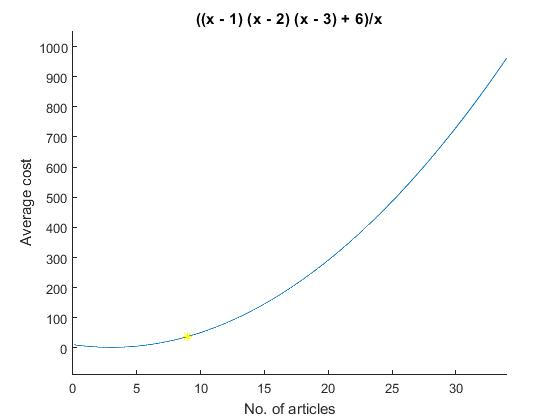 ((x - 1) (x - 2) (x - 3) + 6)/x
1000
900
800
700
600
500
400
300
200
100
0
Average cost
0 5 10 15 20 25 30
No. of articles